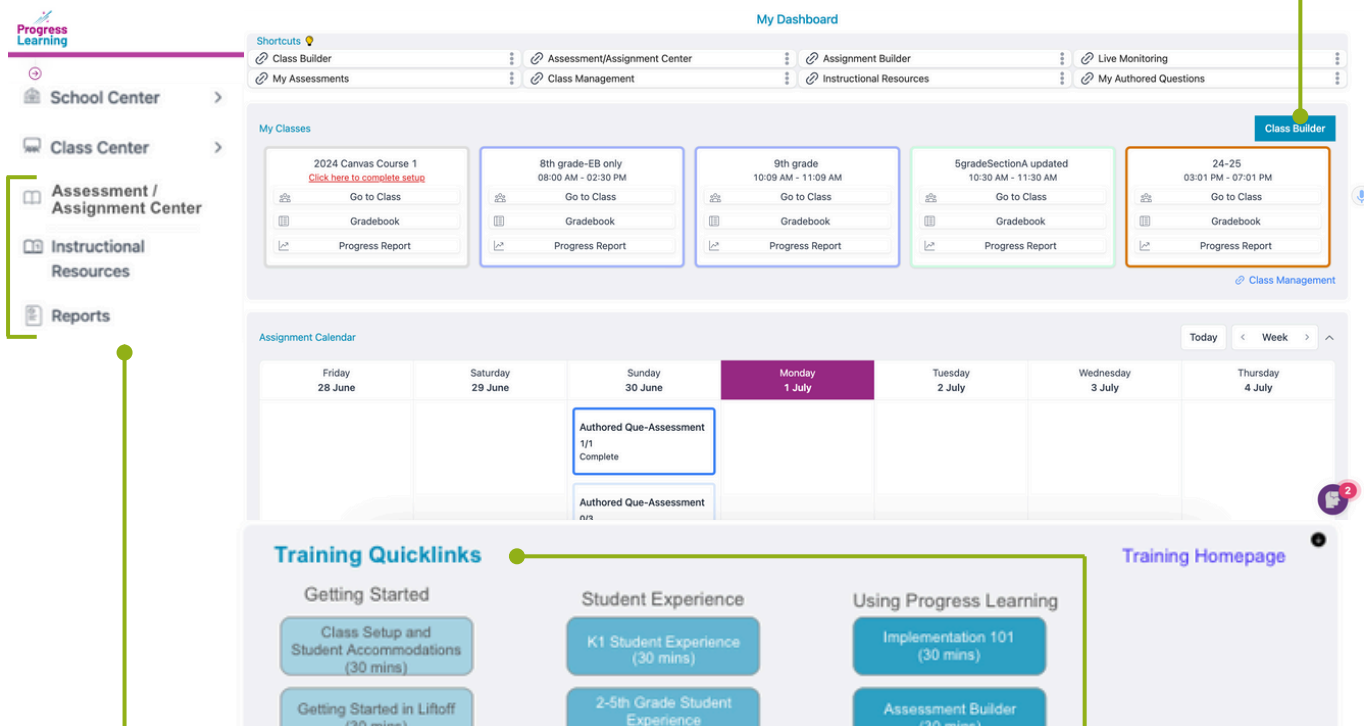 Progress
Learning
School Center
Class Center
Assessment /
Assignment Center
Instructional
Resources
Reports
My Dashboard
Shortcuts
Class Builder
Assessment/Assignment Center
Assignment Builder
Live Monitoring
My Assessments
Class Management
Instructional Resources
My Authored Questions
My Classes
Class Builder
2024 Canvas Course 1
Click here to complete setup
Go to Class
Gradebook
Progress Report
8th grade-EB only
08:00 AM - 02:30 PM
Go to Class
Gradebook
Progress Report
9th grade
10:09 AM - 11:09 AM
Go to Class
Gradebook
Progress Report
5gradeSectionA updated
10:30 AM - 11:30 AM
Go to Class
Gradebook
Progress Report
24-25
03:01 PM - 07:01 PM
Go to Class
Gradebook
Progress Report
Class Management
Assignment Calendar
Today
Week
Friday
28 June
Saturday
29 June
Sunday
30 June
Monday
1 July
Tuesday
2 July
Wednesday
3 July
Thursday
4 July
Authored Que-Assessment
1/1
Complete
Authored Que-Assessment
0/3
2
Training Quicklinks
Training Homepage
Getting Started
Class Setup and
Student Accommodations
(30 mins)
Getting Started in Liftoff
(30 mins)
Student Experience
K1 Student Experience
(30 mins)
2-5th Grade Student
Experience
Using Progress Learning
Implementation 101
(30 mins)
Assessment Builder
(30 mins)